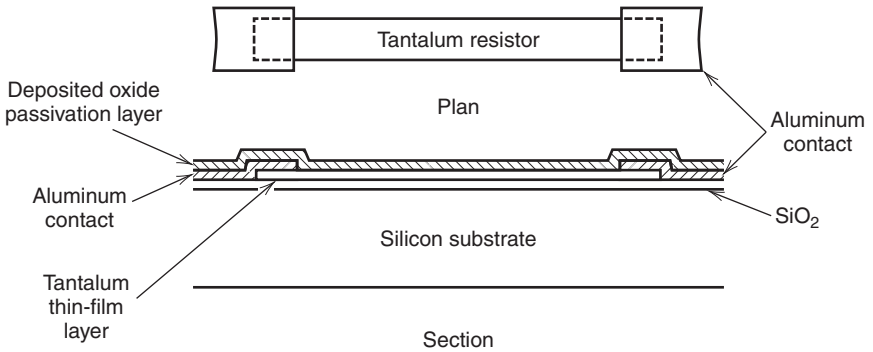 Tantalum resistor
Plan
Deposited oxide
passivation layer
Aluminum
contact
Aluminum
contact
SiO₂
Silicon substrate
Tantalum
thin-film
layer
Section